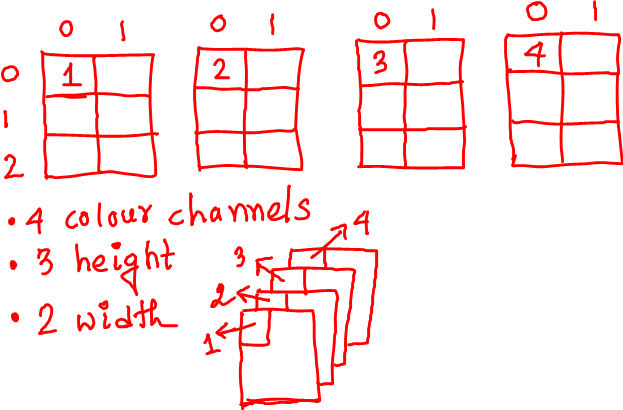 0 1 0 1 0 1 0 1
0 1 2 3 4
1
2
• 4 colour channels
• 3 height
• 2 width
4
3
2
1